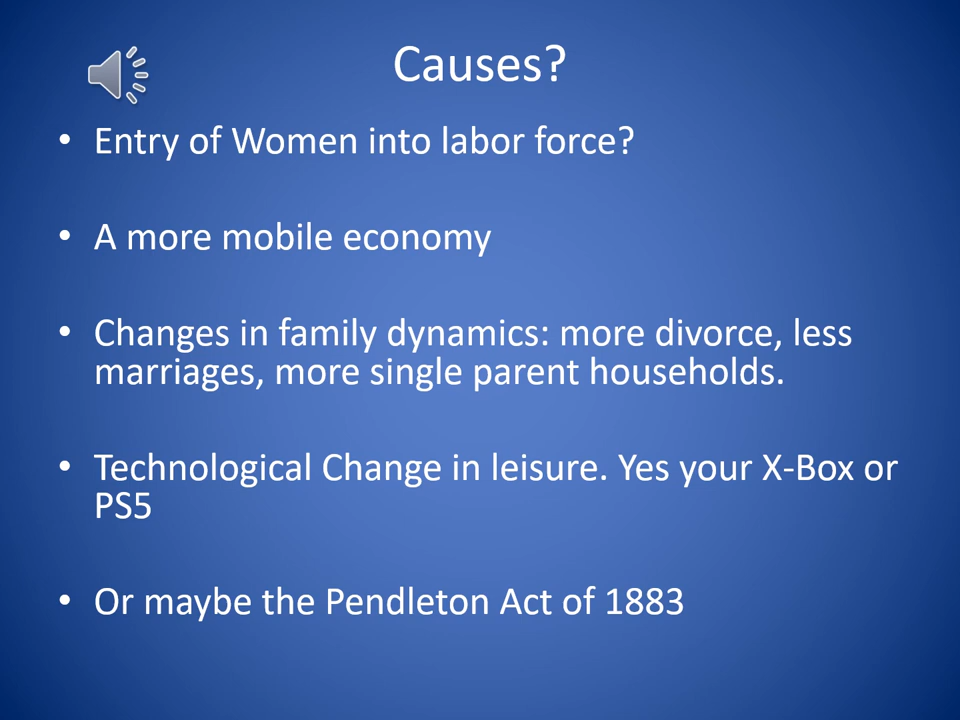 Causes?
• Entry of Women into labor force?
• A more mobile economy
• Changes in family dynamics: more divorce, less
marriages, more single parent households.
• Technological Change in leisure. Yes your X-Box or
PS5
• Or maybe the Pendleton Act of 1883